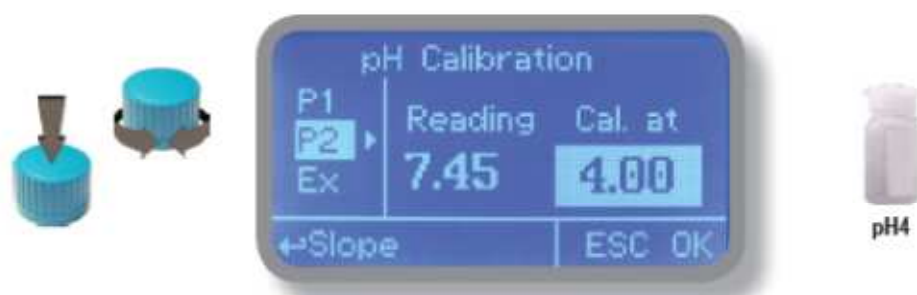 pH Calibration
P1
P2
Ex
Reading
7.45
Cal. at
4.00
↩Slope
ESC OK
pH4